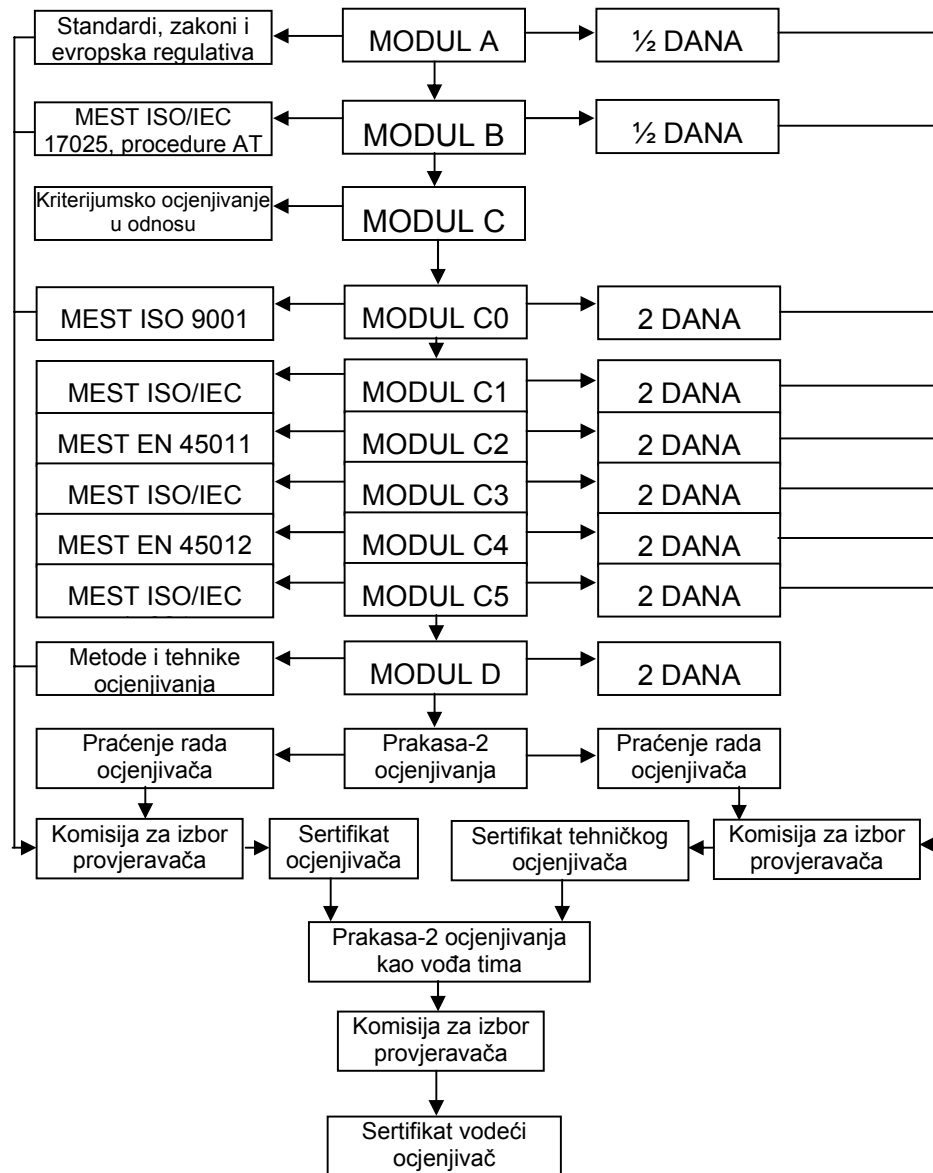 Standardi, zakoni i
evropska regulativa
MODUL A
½ DANA
MEST ISO/IEC
17025, procedure AT
MODUL B
½ DANA
Kriterijumsko ocjenjivanje
u odnosu
MODUL C
MEST ISO 9001
MODUL C0
2 DANA
MEST ISO/IEC
MODUL C1
2 DANA
MEST EN 45011
MODUL C2
2 DANA
MEST ISO/IEC
MODUL C3
2 DANA
MEST EN 45012
MODUL C4
2 DANA
MEST ISO/IEC
MODUL C5
2 DANA
Metode i tehnike
ocjenjivanja
MODUL D
2 DANA
Praćenje rada
ocjenjivača
Prakasa-2
ocjenjivanja
Praćenje rada
ocjenjivača
Komisija za izbor
provjeravača
Sertifikat
ocjenjivača
Sertifikat tehničkog
ocjenjivača
Komisija za izbor
provjeravača
Prakasa-2 ocjenjivanja
kao vođa tima
Komisija za izbor
provjeravača
Sertifikat vodeći
ocjenjivač